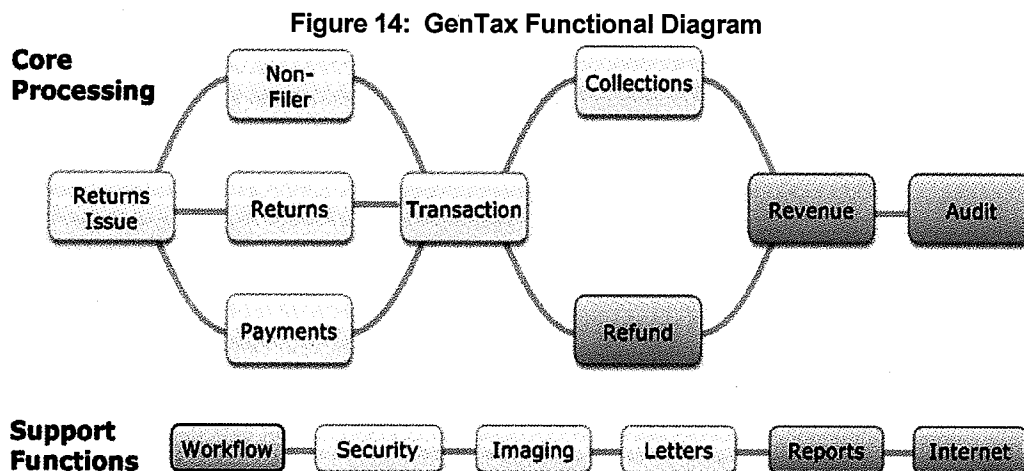 Figure 14: GenTax Functional Diagram
Core
Processing
Non-
Filer
Collections
Returns
Issue
Returns
Transaction
Revenue
Audit
Payments
Refund
Support
Functions
Workflow
Security
Imaging
Letters
Reports
Internet